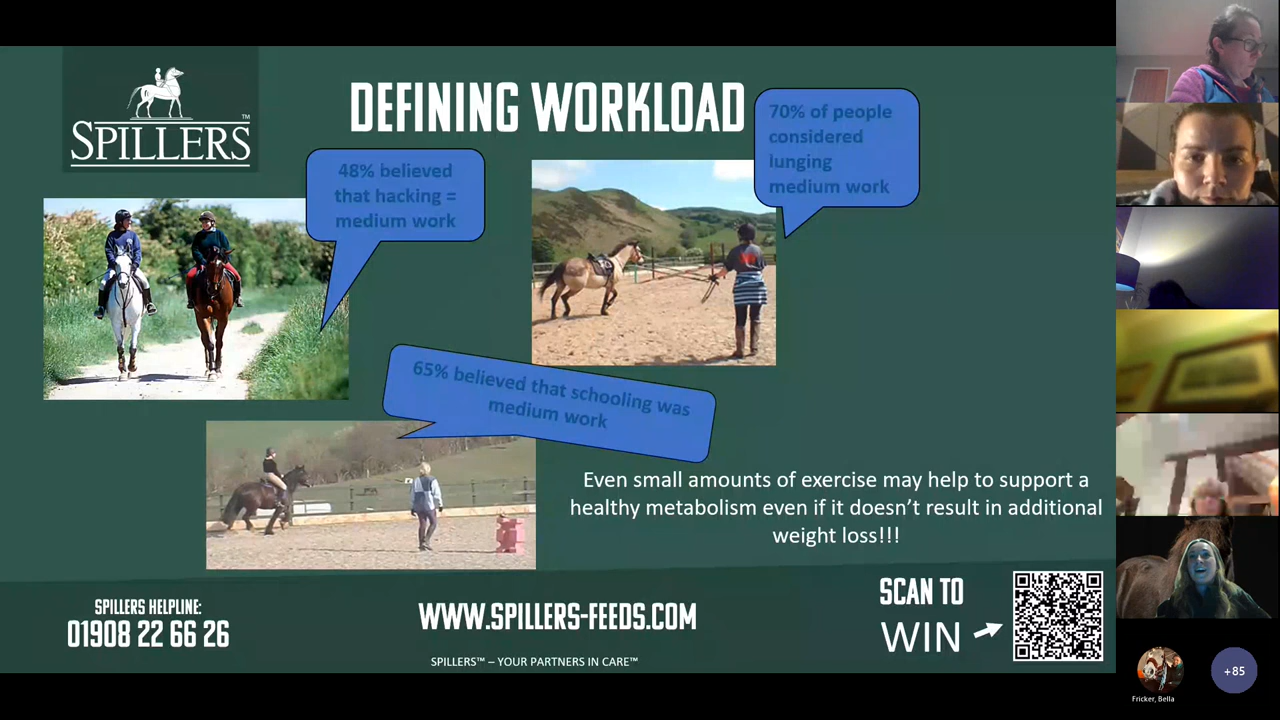 SPILLERS™
DEFINING WORKLOAD
48% believed
that hacking =
medium work
70% of people
considered
lunging
medium work
65% believed that schooling was
medium work
Even small amounts of exercise may help to support a
healthy metabolism even if it doesn't result in additional
weight loss!!!
SPILLERS HELPLINE:
01908 22 66 26
WWW.SPILLERS-FEEDS.COM
SPILLERS™ – YOUR PARTNERS IN CARE™
SCAN TO
WIN
Fricker, Bella
+85